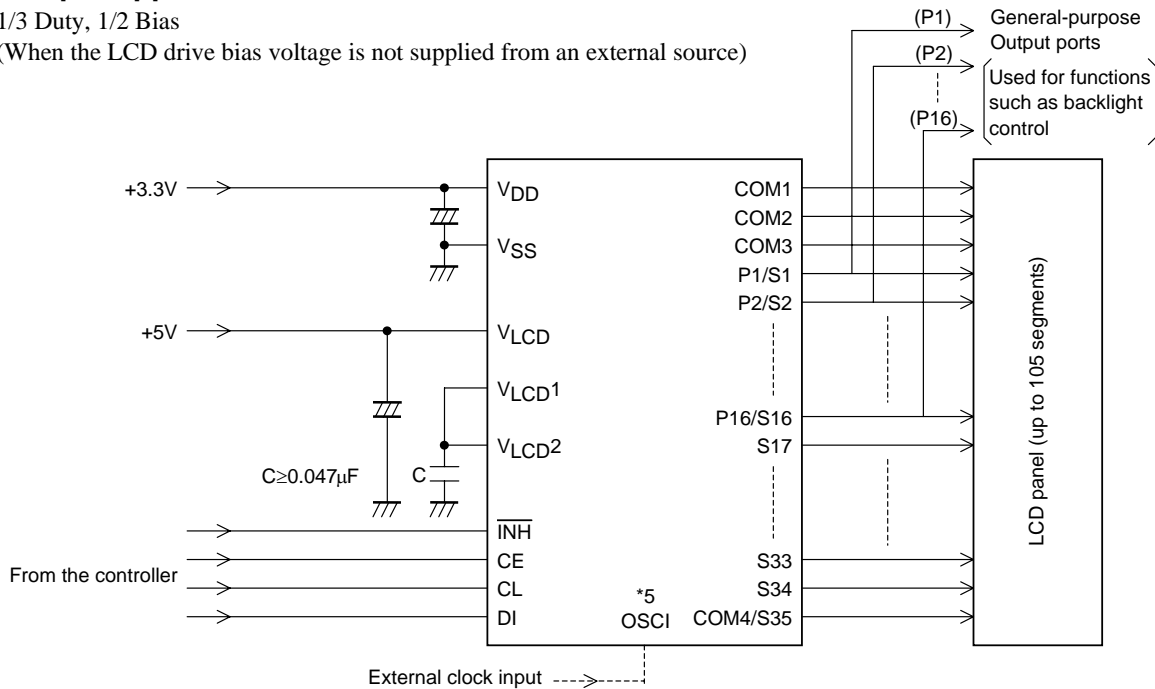 1/3 Duty, 1/2 Bias
(When the LCD drive bias voltage is not supplied from an external source)
(P1)
General-purpose
Output ports
(P2)
Used for functions
such as backlight
control
(P16)
+3.3V
VDD
VSS
+5V
VLCD
VLCD1
VLCD2
C≥0.047μF
C
INH
From the controller
CE
CL
DI
*5
OSCI
External clock input
COM1
COM2
COM3
P1/S1
P2/S2
P16/S16
S17
S33
S34
COM4/S35
LCD panel (up to 105 segments)